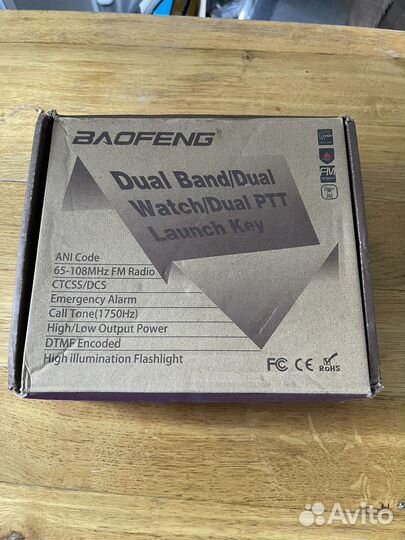 BAOFENG
Dual Band/Dual
Watch/Dual PTT
Launch Key
FM
ANI Code
65-108MHz FM Radio
CTCSS/DCS
Emergency Alarm
Call Tone(1750Hz)
High/Low Output Power
DTMF Encoded
High illumination Flashlight
FC CE RoHS
Avito